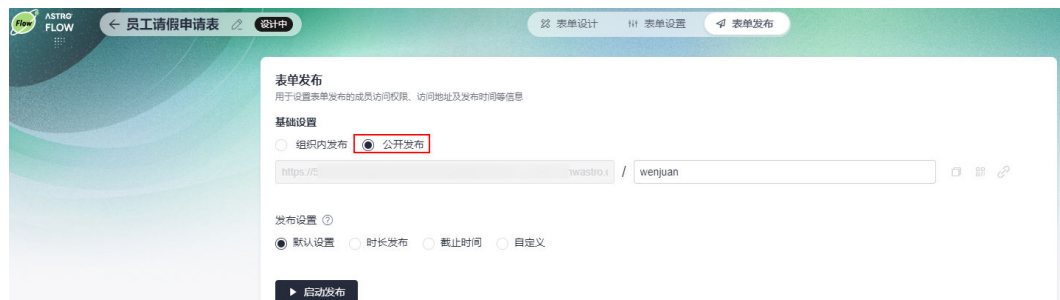 Flow ASTRO FLOW ← 员工请假申请表 设计中 表单设计 表单设置 表单发布
表单发布
用于设置表单发布的成员访问权限、访问地址及发布时间等信息
基础设置
组织内发布 公开发布
https://5 wastro.c / wenjuan
发布设置 ?
默认设置 时长发布 截止时间 自定义
启动发布